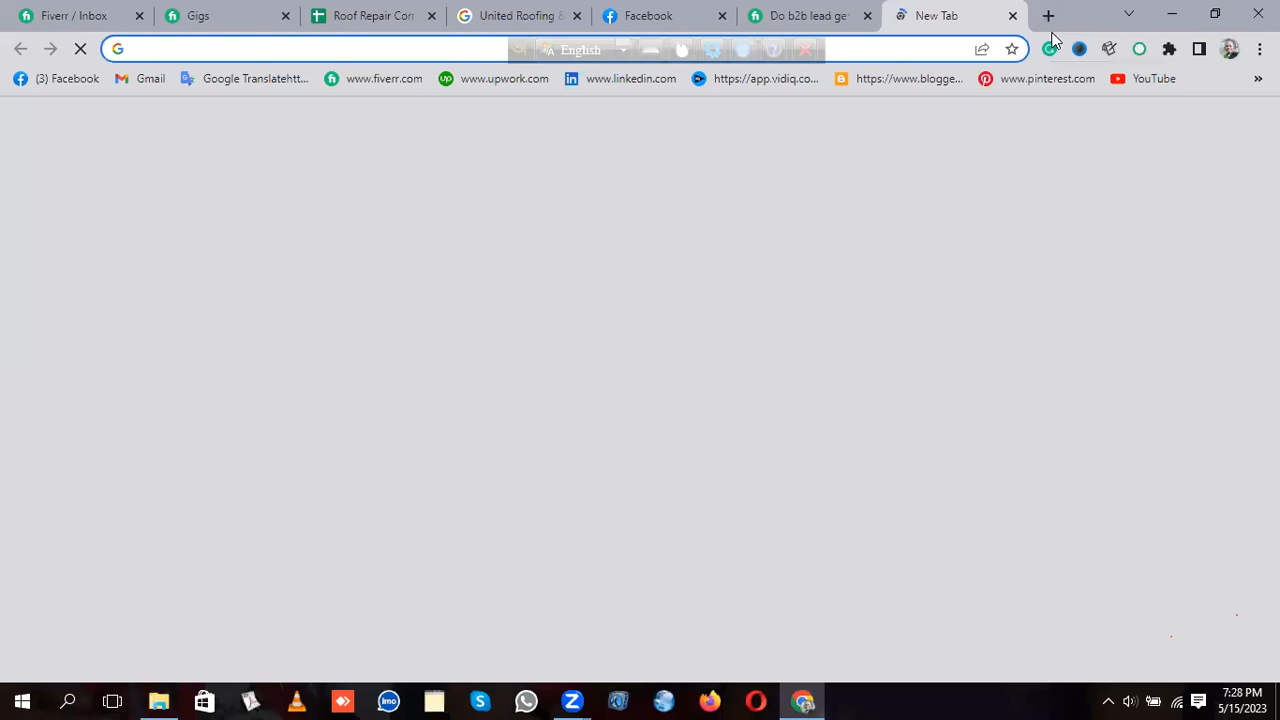 Fiverr / Inbox
Gigs
Roof Repair Con
United Roofing &
Facebook
Do b2b lead ge
New Tab
English
(3) Facebook
Gmail
Google Translatehtt...
www.fiverr.com
www.upwork.com
www.linkedin.com
https://app.vidiq.co...
https://www.blogge...
www.pinterest.com
YouTube
»
7:28 PM
5/15/2023